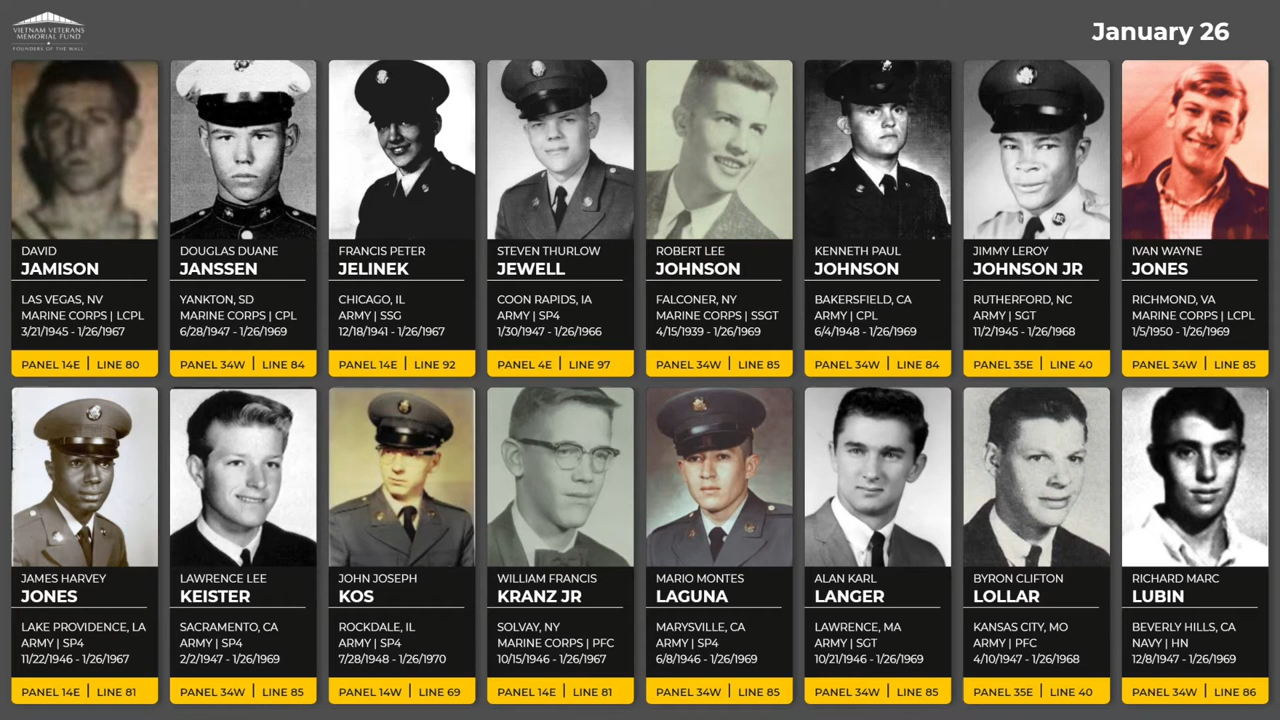 VIETNAM VETERANS
MEMORIAL FUND
FOUNDERS OF THE WALL
January 26
DAVID
JAMISON
LAS VEGAS, NV
MARINE CORPS | LCPL
3/21/1945 - 1/26/1967
PANEL 14E | LINE 80
DOUGLAS DUANE
JANSSEN
YANKTON, SD
MARINE CORPS | CPL
6/28/1947 - 1/26/1969
PANEL 34W | LINE 84
FRANCIS PETER
JELINEK
CHICAGO, IL
ARMY | SSG
12/18/1941 - 1/26/1967
PANEL 14E | LINE 92
STEVEN THURLOW
JEWELL
COON RAPIDS, IA
ARMY | SP4
1/30/1947 - 1/26/1966
PANEL 4E | LINE 97
ROBERT LEE
JOHNSON
FALCONER, NY
MARINE CORPS | SSGT
4/15/1939 - 1/26/1969
PANEL 34W | LINE 85
KENNETH PAUL
JOHNSON
BAKERSFIELD, CA
ARMY | CPL
6/4/1948 - 1/26/1969
PANEL 34W | LINE 84
JIMMY LEROY
JOHNSON JR
RUTHERFORD, NC
ARMY | SGT
11/2/1945 - 1/26/1968
PANEL 35E | LINE 40
IVAN WAYNE
JONES
RICHMOND, VA
MARINE CORPS | LCPL
1/5/1950 - 1/26/1969
PANEL 34W | LINE 85
JAMES HARVEY
JONES
LAKE PROVIDENCE, LA
ARMY | SP4
11/22/1946 - 1/26/1967
PANEL 14E | LINE 81
LAWRENCE LEE
KEISTER
SACRAMENTO, CA
ARMY | SP4
2/2/1947 - 1/26/1969
PANEL 34W | LINE 85
JOHN JOSEPH
KOS
ROCKDALE, IL
ARMY | SP4
7/28/1948 - 1/26/1970
PANEL 14W | LINE 69
WILLIAM FRANCIS
KRANZ JR
SOLVAY, NY
MARINE CORPS | PFC
10/15/1946 - 1/26/1967
PANEL 14E | LINE 81
MARIO MONTES
LAGUNA
MARYSVILLE, CA
ARMY | SP4
6/8/1946 - 1/26/1969
PANEL 34W | LINE 85
ALAN KARL
LANGER
LAWRENCE, MA
ARMY | SGT
10/21/1946 - 1/26/1969
PANEL 34W | LINE 85
BYRON CLIFTON
LOLLAR
KANSAS CITY, MO
ARMY | PFC
4/10/1947 - 1/26/1968
PANEL 35E | LINE 40
RICHARD MARC
LUBIN
BEVERLY HILLS, CA
NAVY | HN
12/8/1947 - 1/26/1969
PANEL 34W | LINE 86